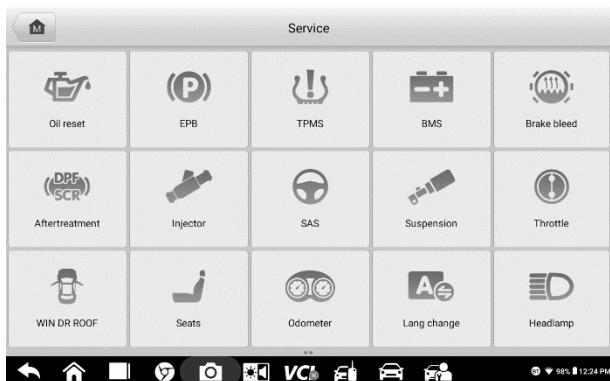 M
Service
Oil reset
EPB
TPMS
BMS
Brake bleed
DPF
SCR
Aftertreatment
Injector
SAS
Suspension
Throttle
WIN DR ROOF
Seats
Odometer
A
Lang change
Headlamp
VCI
98% 12:24 PM